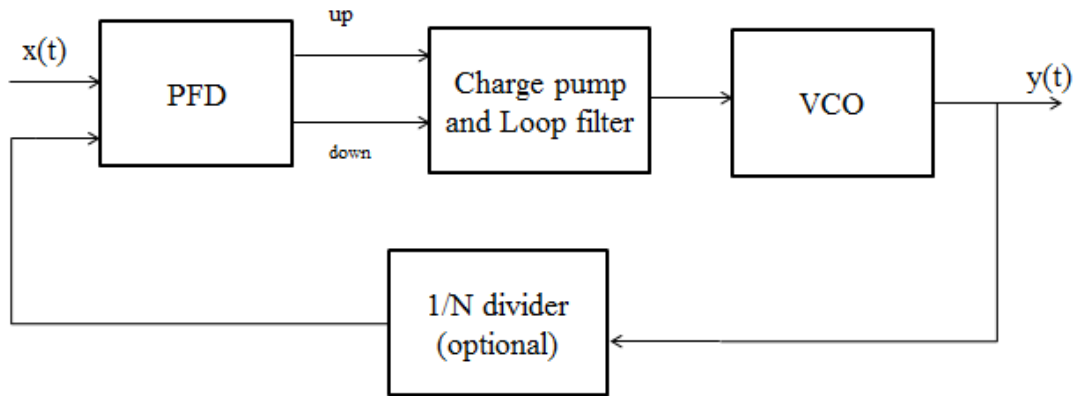 up
x(t)
PFD
Charge pump
and Loop filter
VCO
y(t)
down
1/N divider
(optional)